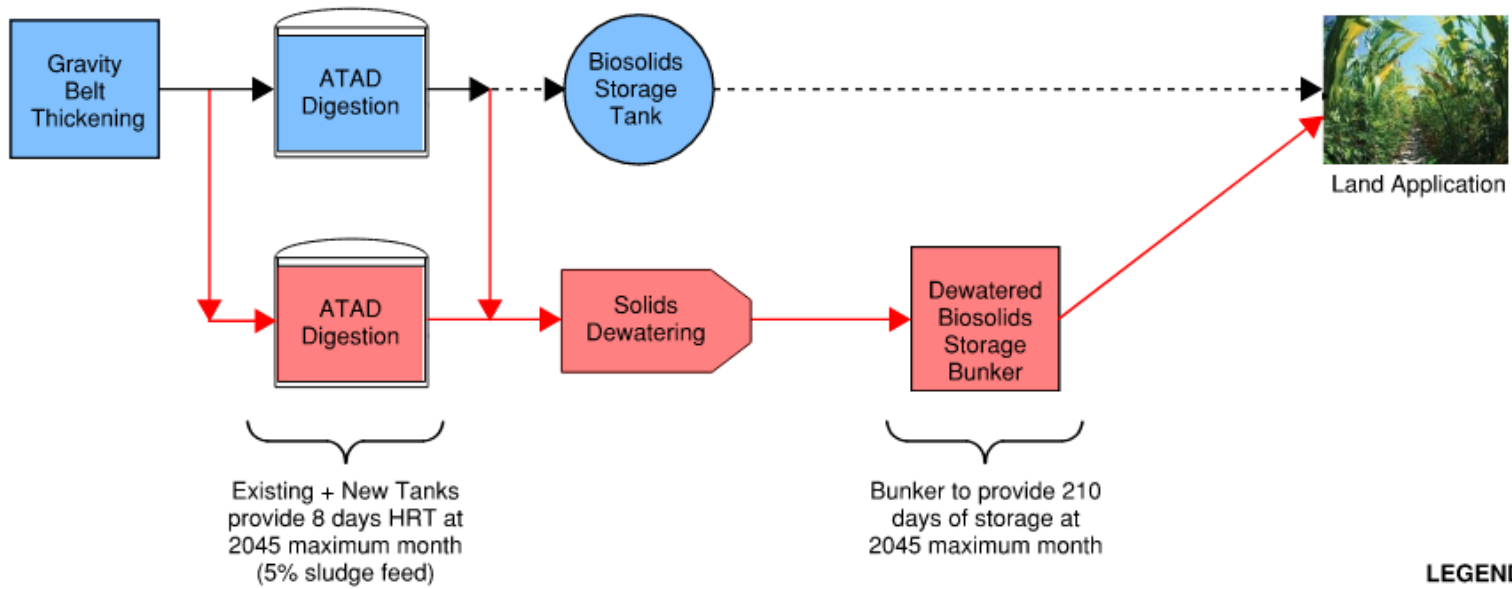 Gravity
Belt
Thickening
ATAD
Digestion
Biosolids
Storage
Tank
Land Application
ATAD
Digestion
Solids
Dewatering
Dewatered
Biosolids
Storage
Bunker
Existing + New Tanks
provide 8 days HRT at
2045 maximum month
(5% sludge feed)
Bunker to provide 210
days of storage at
2045 maximum month
LEGEND